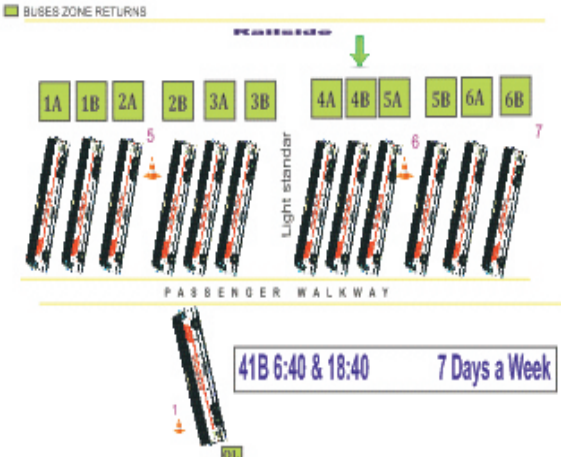 BUSES ZONE RETURNS
Railside
1A 1B 2A 2B 3A 3B 4A 4B 5A 5B 6A 6B
5 6 7
Light standar
PASSENGER WALKWAY
41B 6:40 & 18:40 7 Days a Week
1